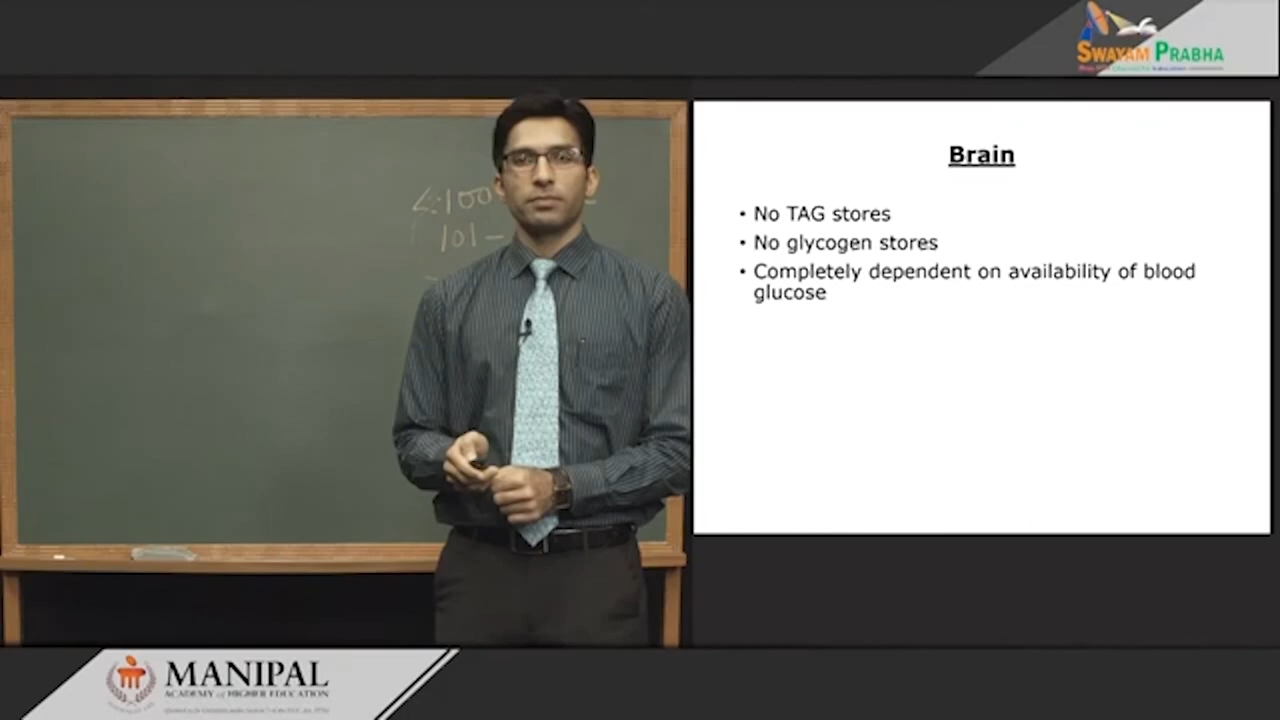 SWAYAM PRABHA
<:100
101-
Brain
• No TAG stores
• No glycogen stores
• Completely dependent on availability of blood
glucose
MANIPAL
ACADEMY of HIGHER EDUCATION